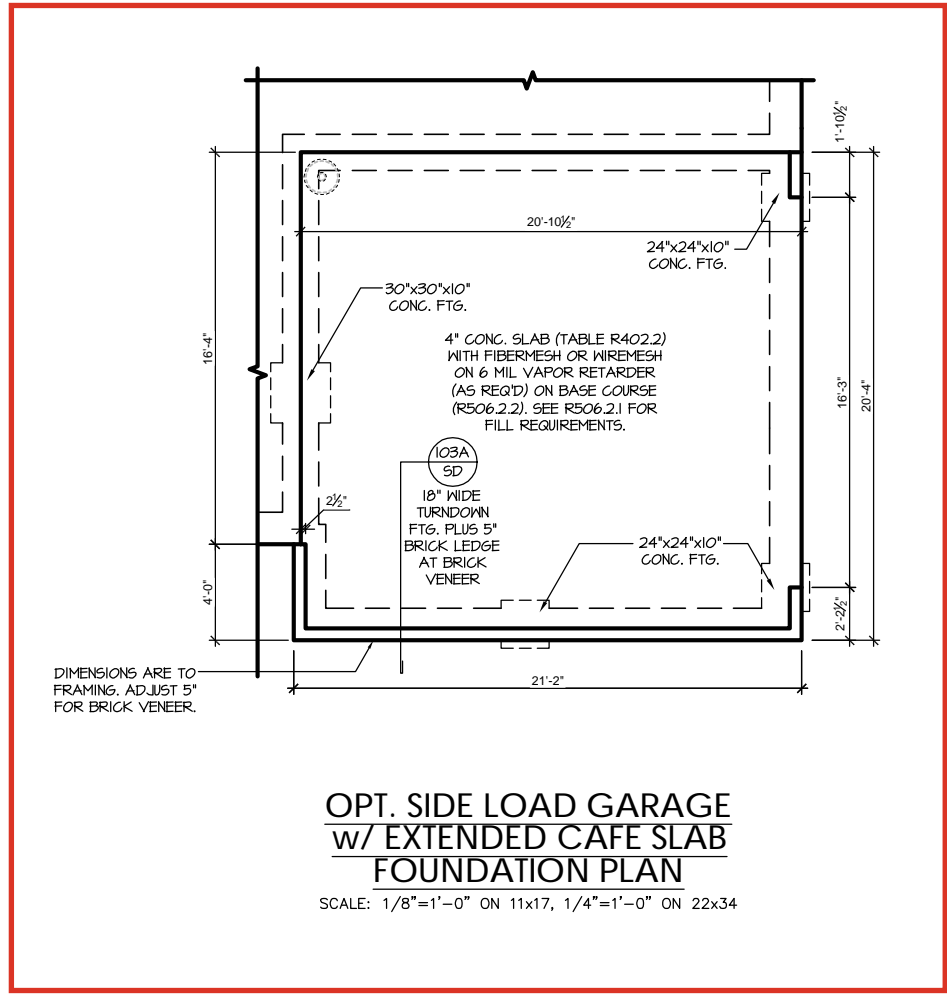 1'-10½"
20'-10½"
24"x24"x10"
CONC. FTG.
30"x30"x10"
CONC. FTG.
16'-4"
4" CONC. SLAB (TABLE R402.2)
WITH FIBERMESH OR WIREMESH
ON 6 MIL VAPOR RETARDER
(AS REQ'D) ON BASE COURSE
(R506.2.2). SEE R506.2.1 FOR
FILL REQUIREMENTS.
16'-3"
20'-4"
103A
SD
18" WIDE
TURNDOWN
FTG. PLUS 5"
BRICK LEDGE
AT BRICK
VENEER
2½"
24"x24"x10"
CONC. FTG.
4'-0"
2'-2½"
DIMENSIONS ARE TO
FRAMING. ADJUST 5"
FOR BRICK VENEER.
21'-2"
OPT. SIDE LOAD GARAGE
w/ EXTENDED CAFE SLAB
FOUNDATION PLAN
SCALE: 1/8"=1'-0" ON 11x17, 1/4"=1'-0" ON 22x34